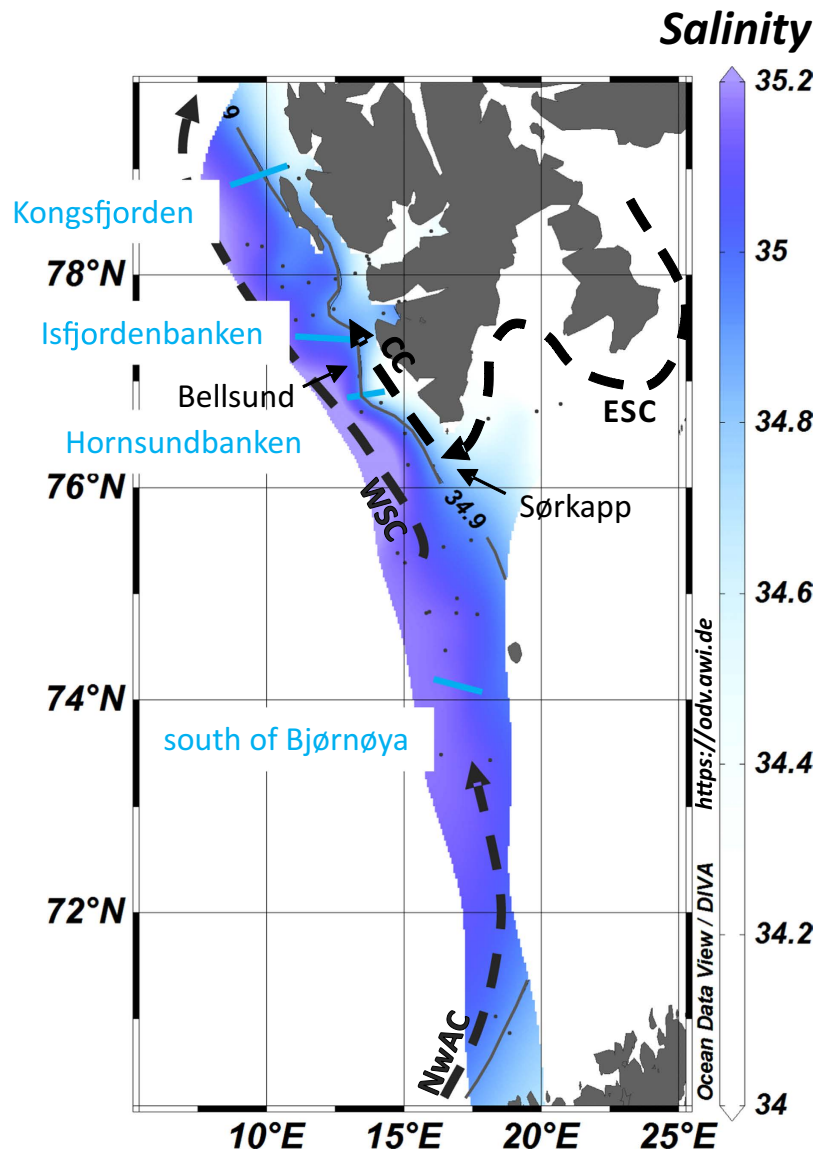 Salinity
35.2
9
Kongsfjorden
78°N
35
Isfjordenbanken
CC
Bellsund
ESC
34.8
Hornsundbanken
76°N
WSC
34.9
Sørkapp
34.6
74°N
south of Bjørnøya
https://odv.awi.de
34.4
72°N
34.2
NwAC
Ocean Data View / DIVA
34
10°E 15°E 20°E 25°E